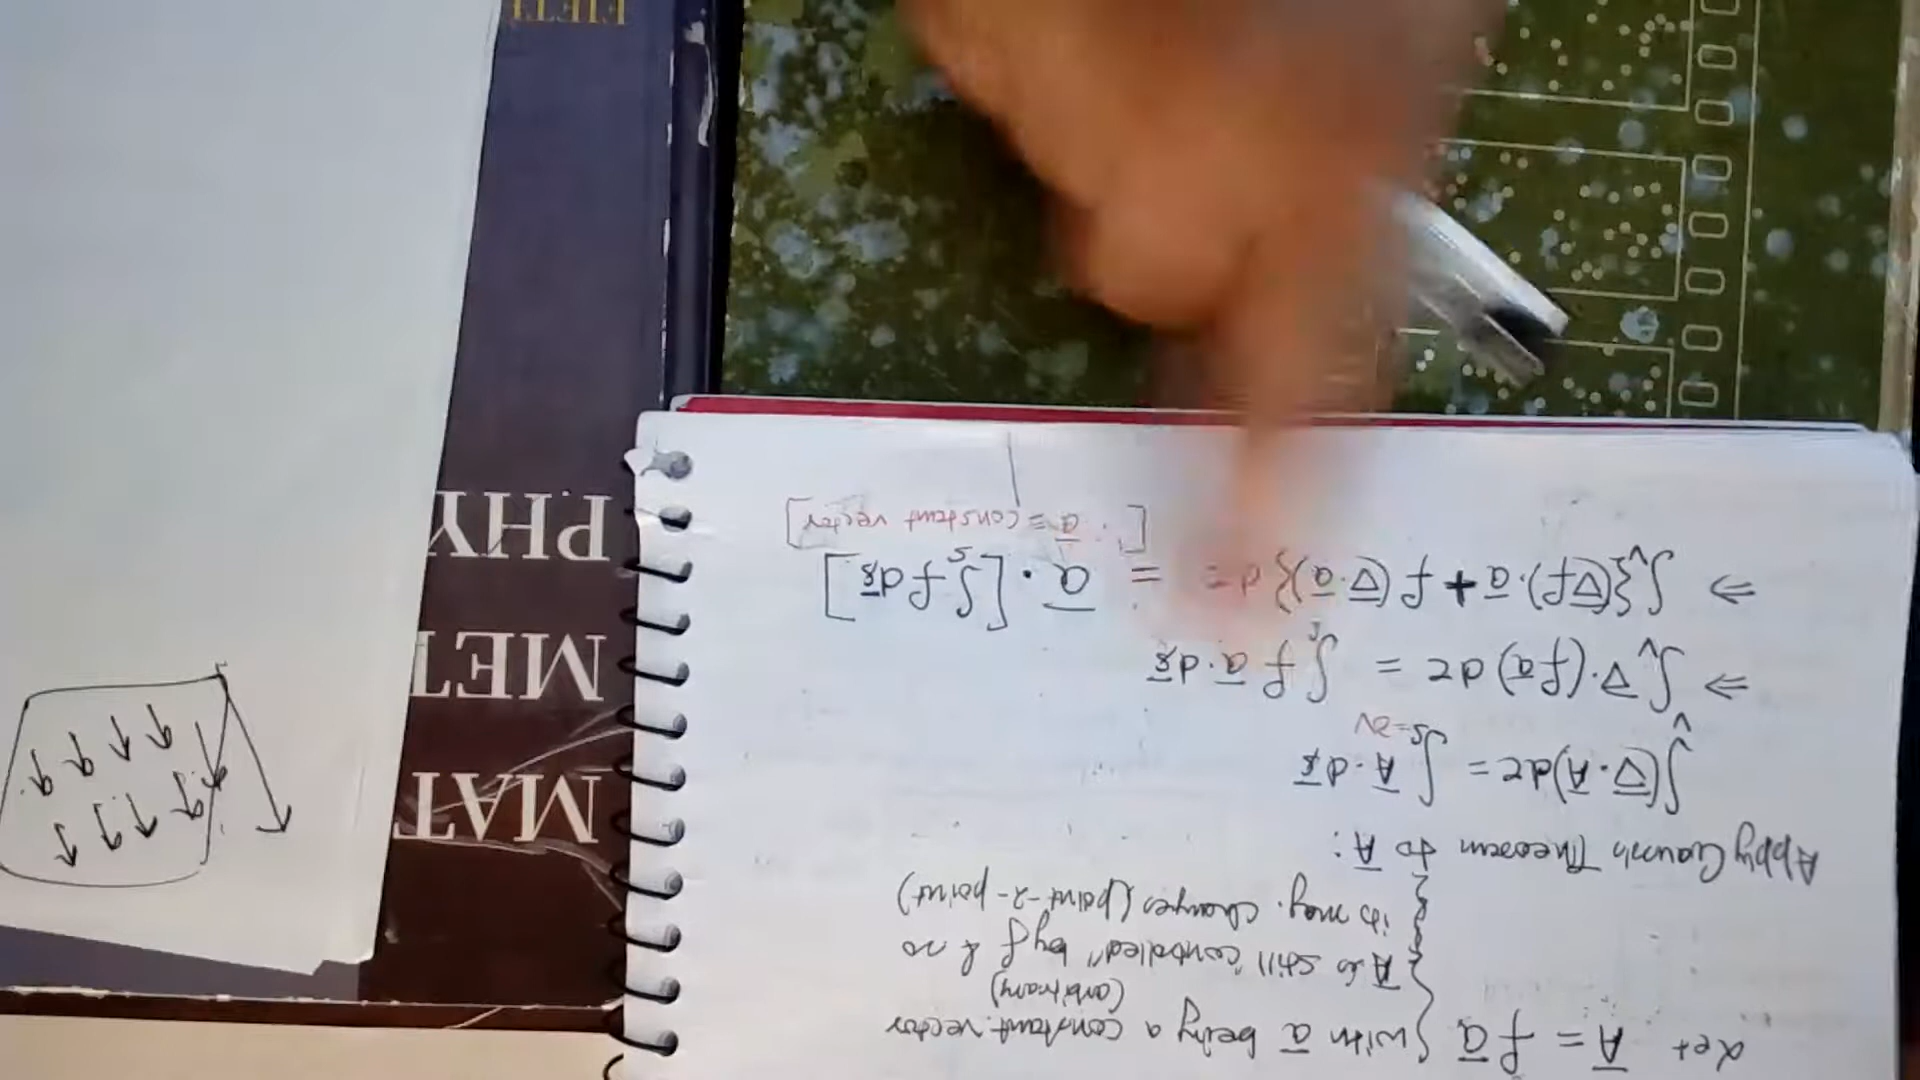 Let A = f a { with a being a constant vector
(arbitrary)
A is still "controlled" by f & so
its mag. changes (point-2-point)
Apply Gauss's Theorem to A:
∫(∇·A)dτ = ∫ A·ds
V S=∂V
⇒ ∫∇·(fa) dτ = ∫ f a·ds
V S
⇒ ∫{(∇f)·a + f(∇·a)} dτ = a·[∫ f ds]
V S
[∵ a = constant vector]
MAT
MET
PHY